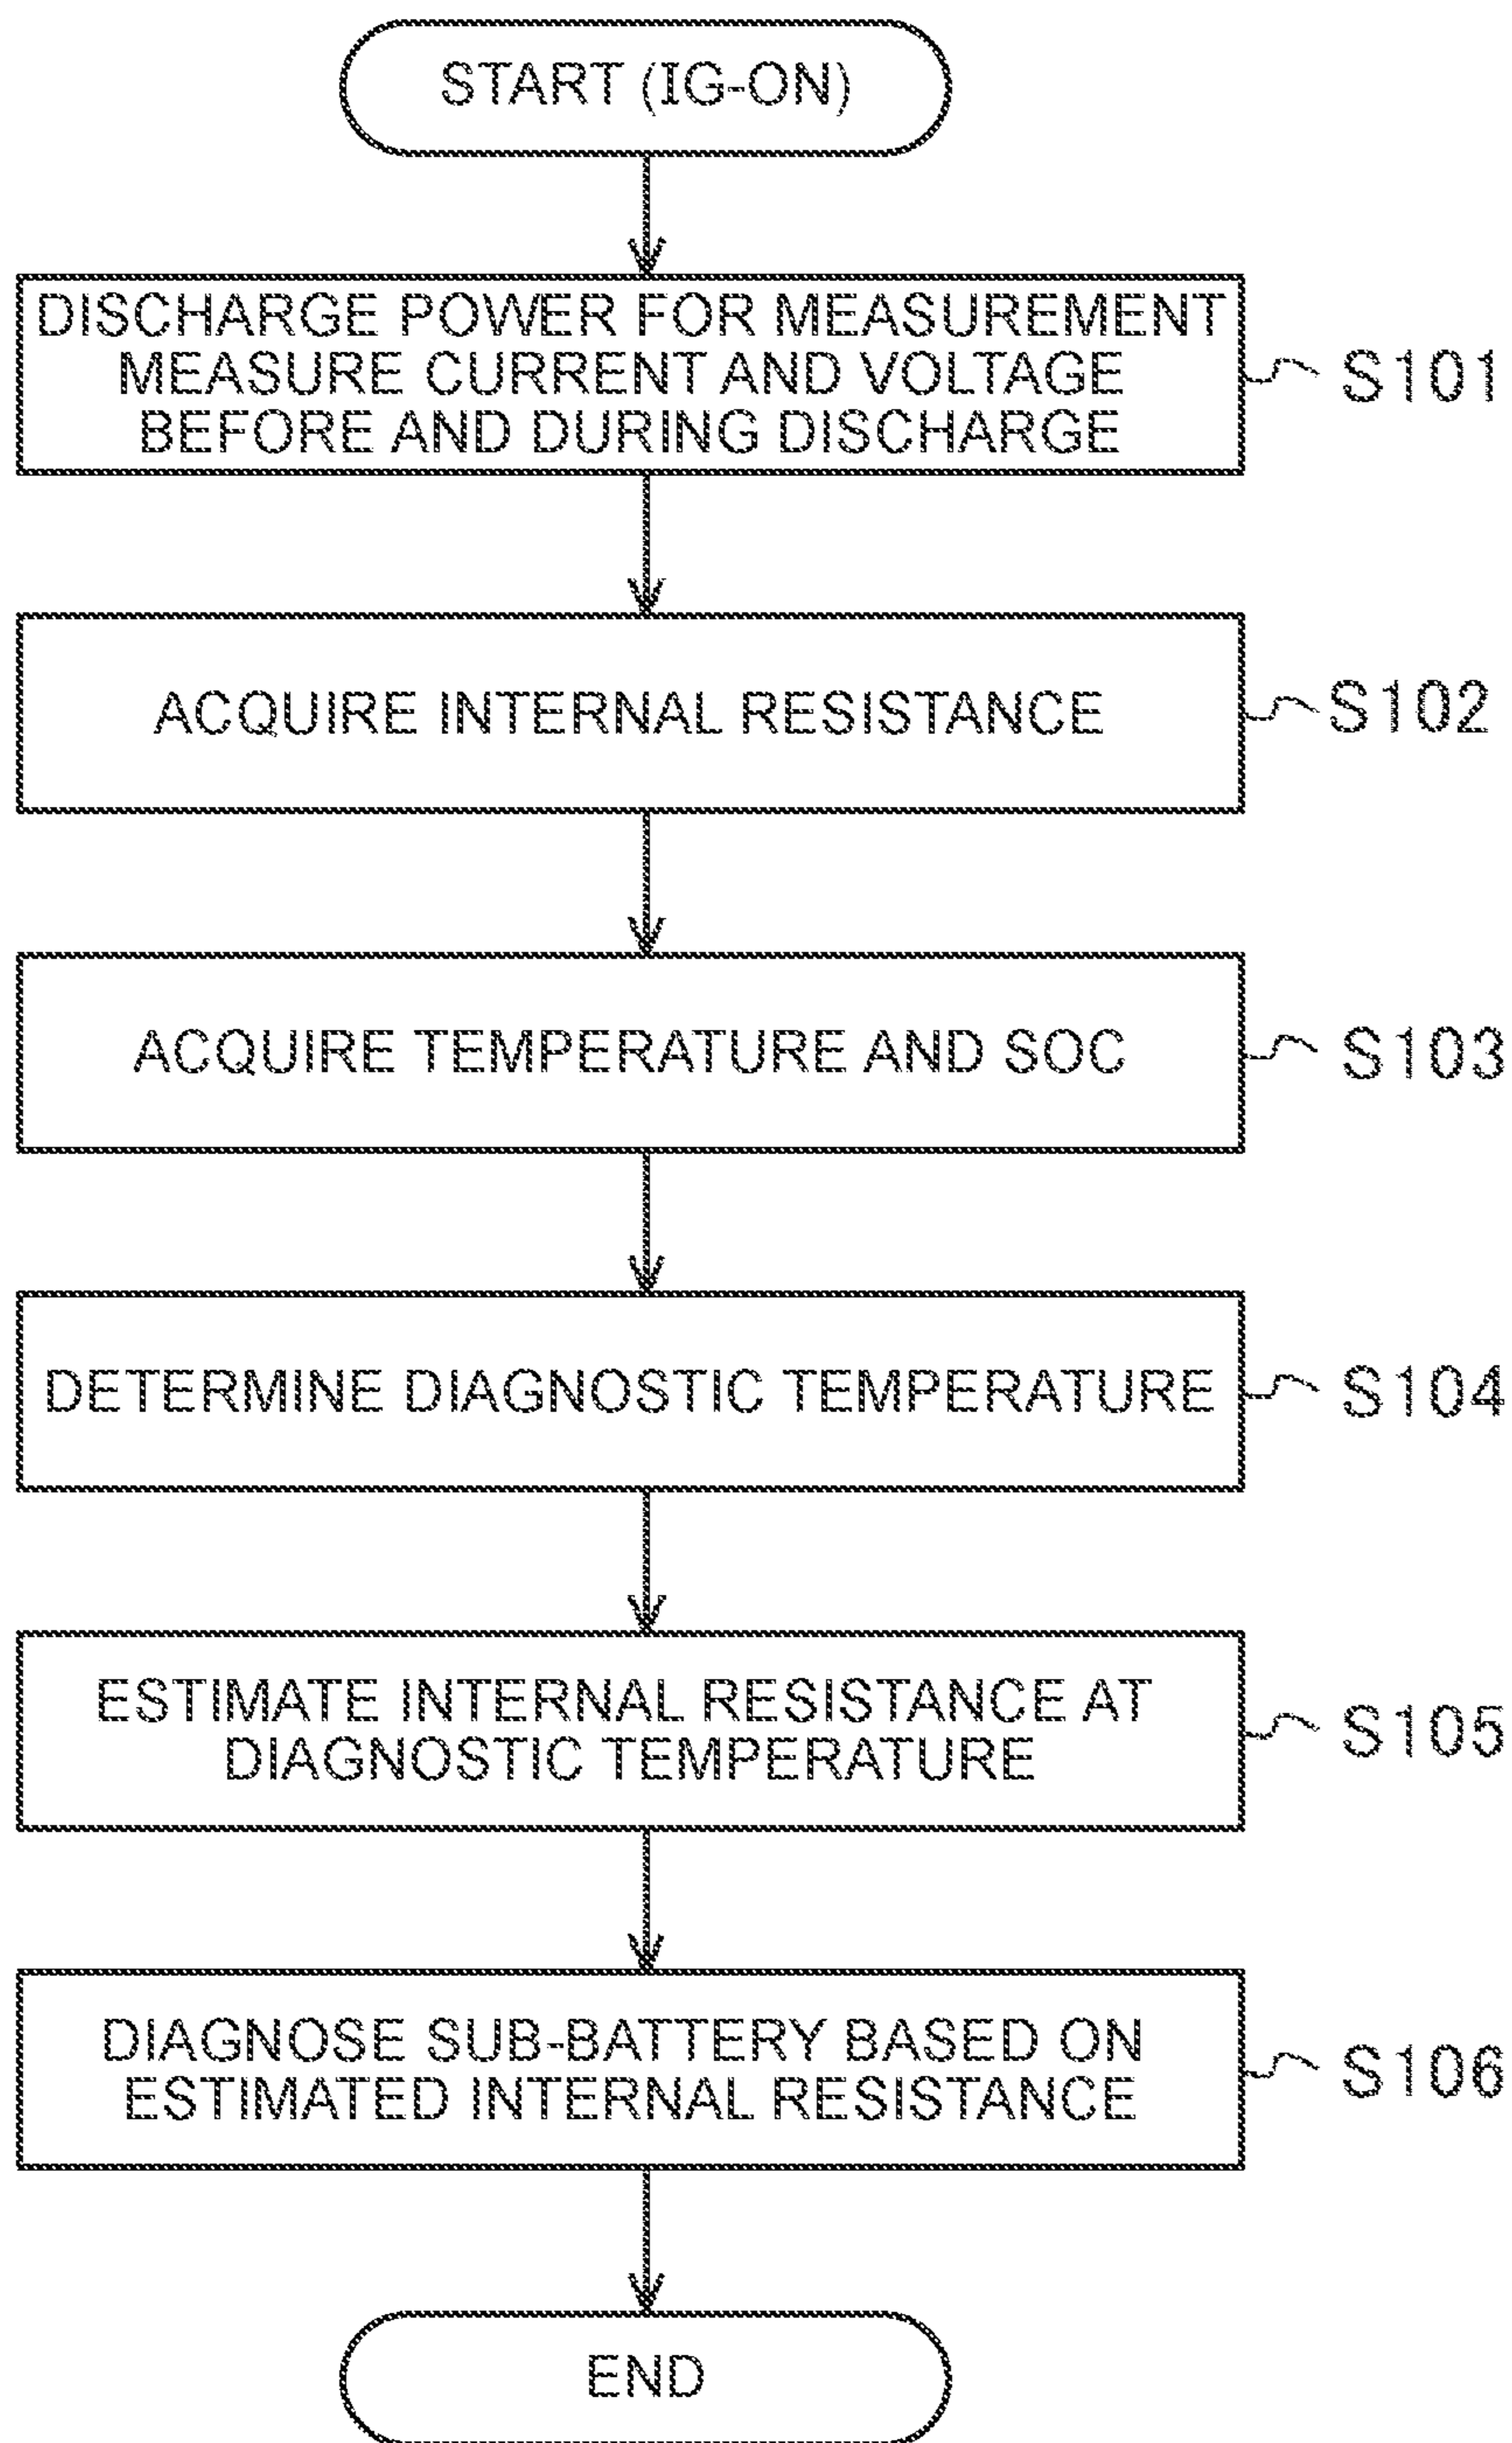 START (IG-ON)
DISCHARGE POWER FOR MEASUREMENT
MEASURE CURRENT AND VOLTAGE
BEFORE AND DURING DISCHARGE
S101
ACQUIRE INTERNAL RESISTANCE
S102
ACQUIRE TEMPERATURE AND SOC
S103
DETERMINE DIAGNOSTIC TEMPERATURE
S104
ESTIMATE INTERNAL RESISTANCE AT
DIAGNOSTIC TEMPERATURE
S105
DIAGNOSE SUB-BATTERY BASED ON
ESTIMATED INTERNAL RESISTANCE
S106
END